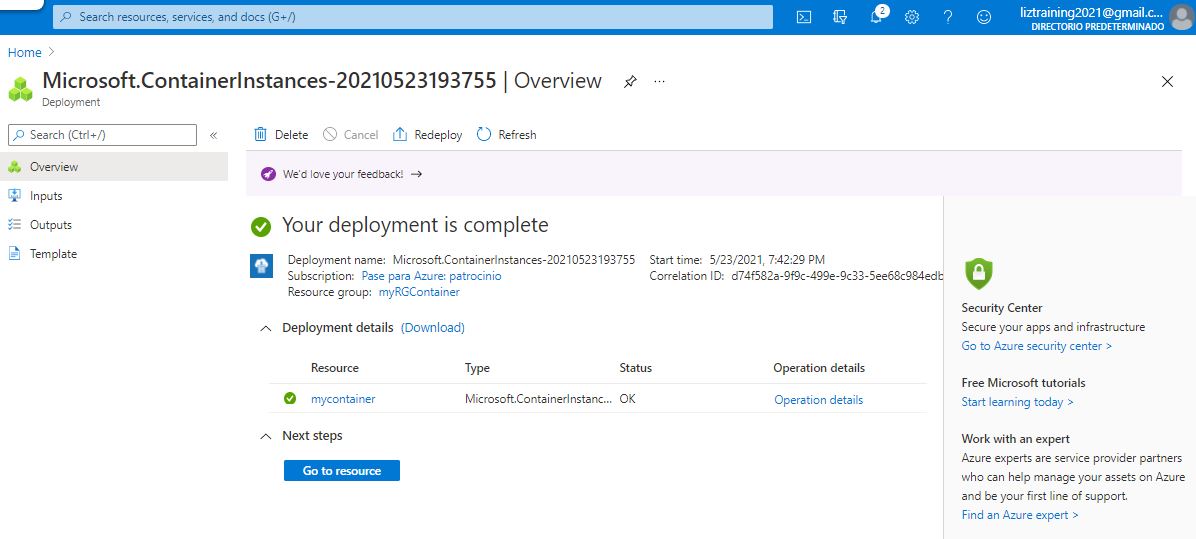 Search resources, services, and docs (G+/)
2
liztraining2021@gmail.c...
DIRECTORIO PREDETERMINADO
Home >
Microsoft.ContainerInstances-20210523193755 | Overview
Deployment
Search (Ctrl+/)
Overview
Inputs
Outputs
Template
Delete
Cancel
Redeploy
Refresh
We'd love your feedback! →
Your deployment is complete
Deployment name: Microsoft.ContainerInstances-20210523193755
Subscription: Pase para Azure: patrocinio
Resource group: myRGContainer
Start time: 5/23/2021, 7:42:29 PM
Correlation ID: d74f582a-9f9c-499e-9c33-5ee68c984edb
Deployment details (Download)
Resource Type Status Operation details
mycontainer Microsoft.ContainerInstanc... OK Operation details
Next steps
Go to resource
Security Center
Secure your apps and infrastructure
Go to Azure security center >
Free Microsoft tutorials
Start learning today >
Work with an expert
Azure experts are service provider partners
who can help manage your assets on Azure
and be your first line of support.
Find an Azure expert >